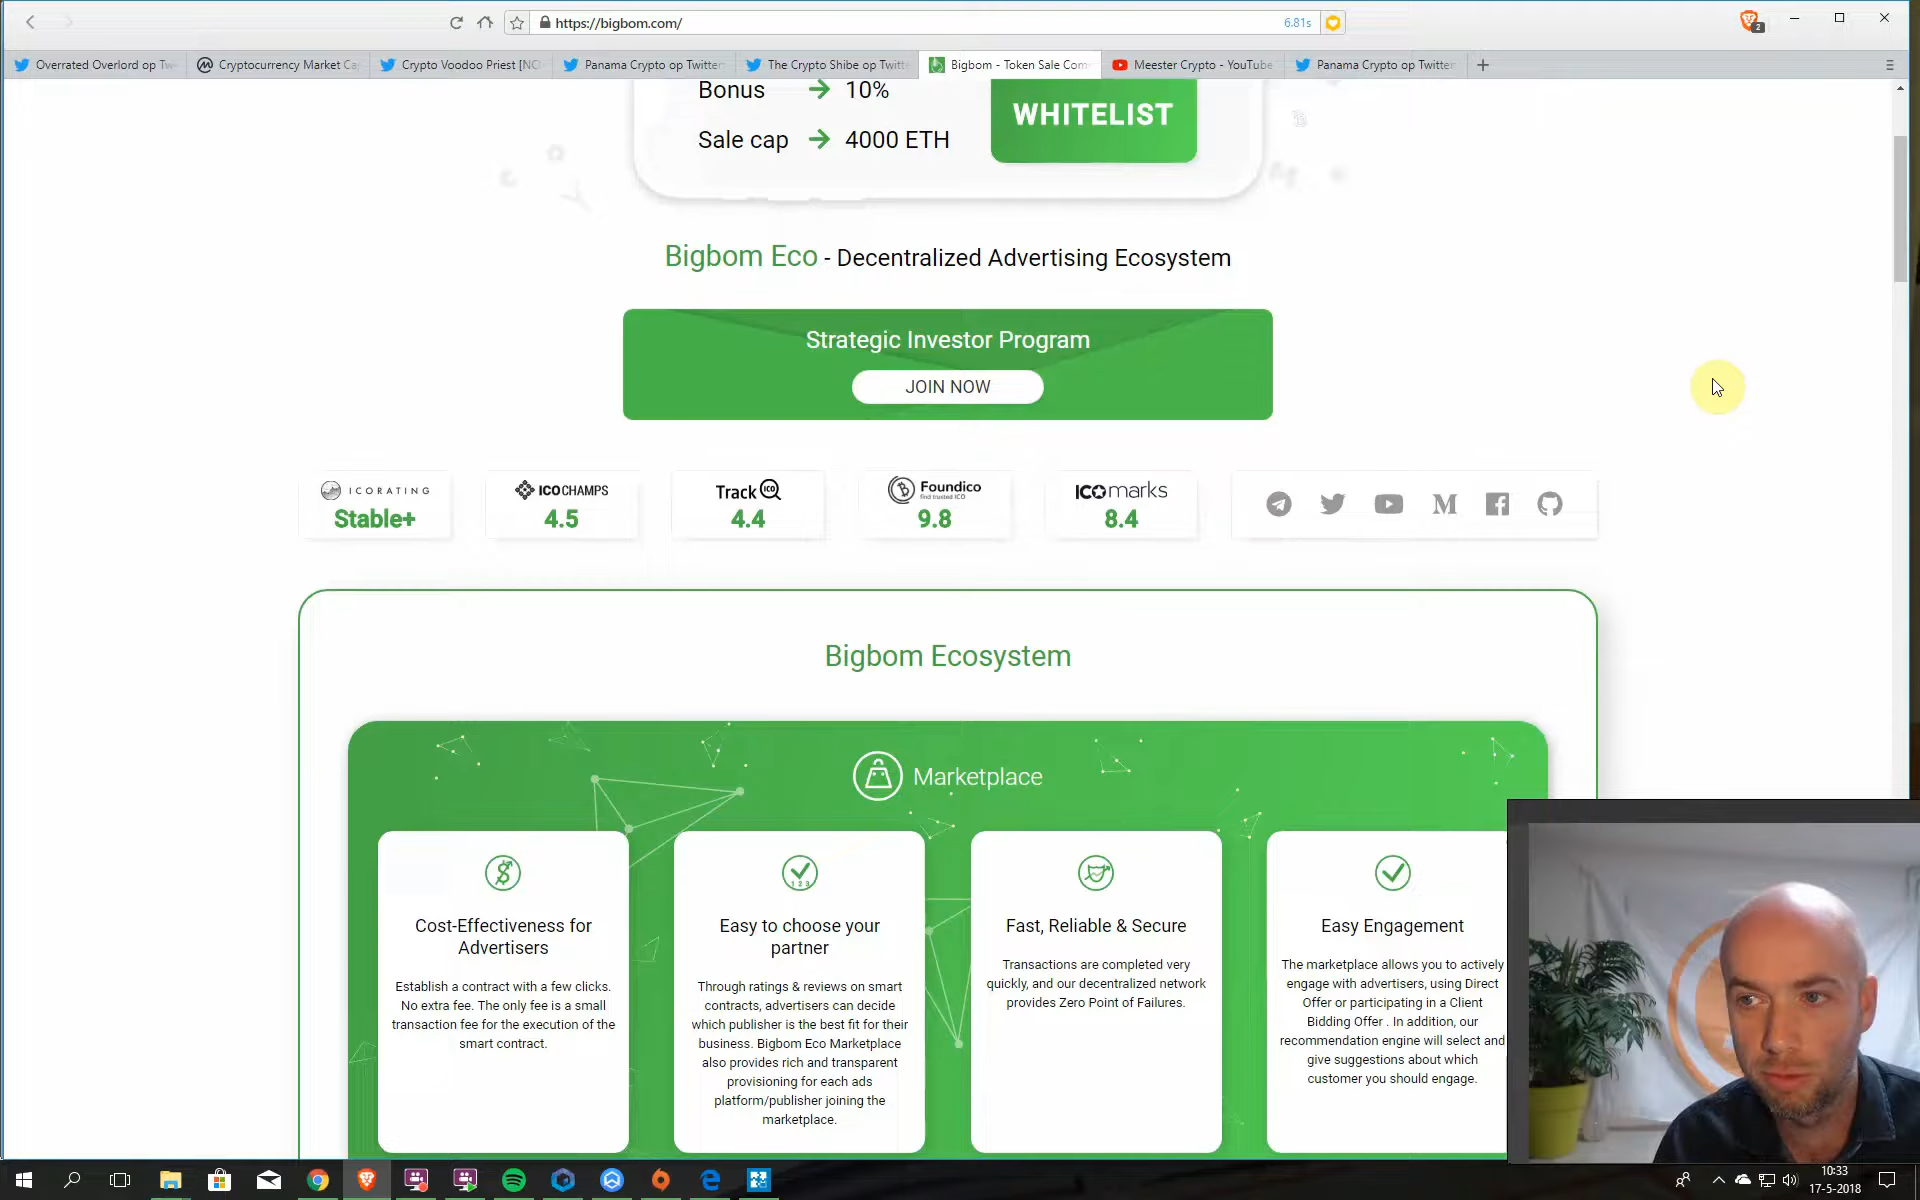 https://bigbom.com/
6.81s
2
Overrated Overlord op Tw
Cryptocurrency Market Ca
Crypto Voodoo Priest [NO
Panama Crypto op Twitter
The Crypto Shibe op Twitt
Bigbom - Token Sale Com
Meester Crypto - YouTube
Panama Crypto op Twitter
Bonus 10%
Sale cap 4000 ETH
WHITELIST
Bigbom Eco - Decentralized Advertising Ecosystem
Strategic Investor Program
JOIN NOW
ICORATING
Stable+
ICOCHAMPS
4.5
Track ICO
4.4
Foundico
find trusted ICO
9.8
ICOmarks
8.4
Bigbom Ecosystem
Marketplace
Cost-Effectiveness for
Advertisers
Establish a contract with a few clicks.
No extra fee. The only fee is a small
transaction fee for the execution of the
smart contract.
1 2 3
Easy to choose your
partner
Through ratings & reviews on smart
contracts, advertisers can decide
which publisher is the best fit for their
business. Bigbom Eco Marketplace
also provides rich and transparent
provisioning for each ads
platform/publisher joining the
marketplace.
Fast, Reliable & Secure
Transactions are completed very
quickly, and our decentralized network
provides Zero Point of Failures.
Easy Engagement
The marketplace allows you to actively
engage with advertisers, using Direct
Offer or participating in a Client
Bidding Offer . In addition, our
recommendation engine will select and
give suggestions about which
customer you should engage.
10:33
17-5-2018